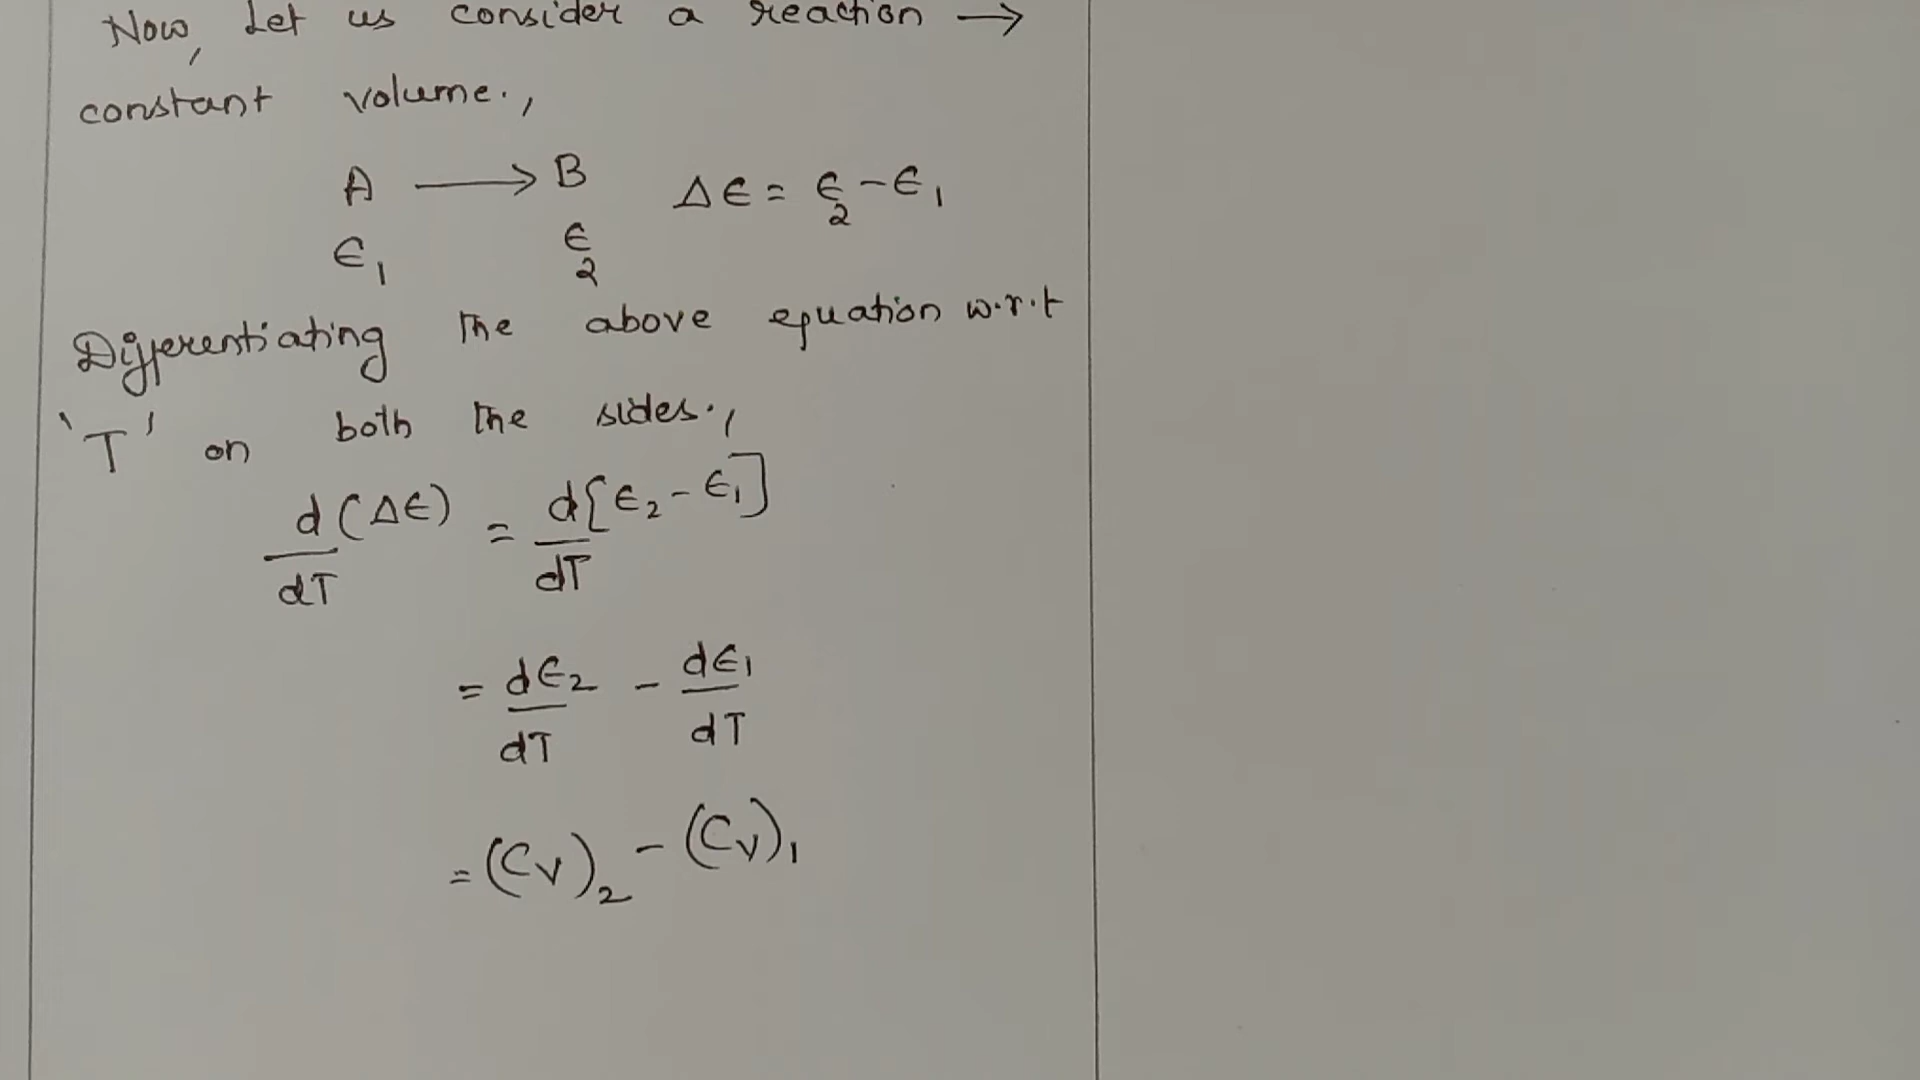 Now, Let us consider a reaction →
constant volume.,
A → B ΔE = E₂ - E₁
E₁ E₂
Differentiating the above equation w.r.t
'T' on both the sides.,
d/dT (ΔE) = d/dT [E₂ - E₁]
= dE₂/dT - dE₁/dT
= (Cv)₂ - (Cv)₁